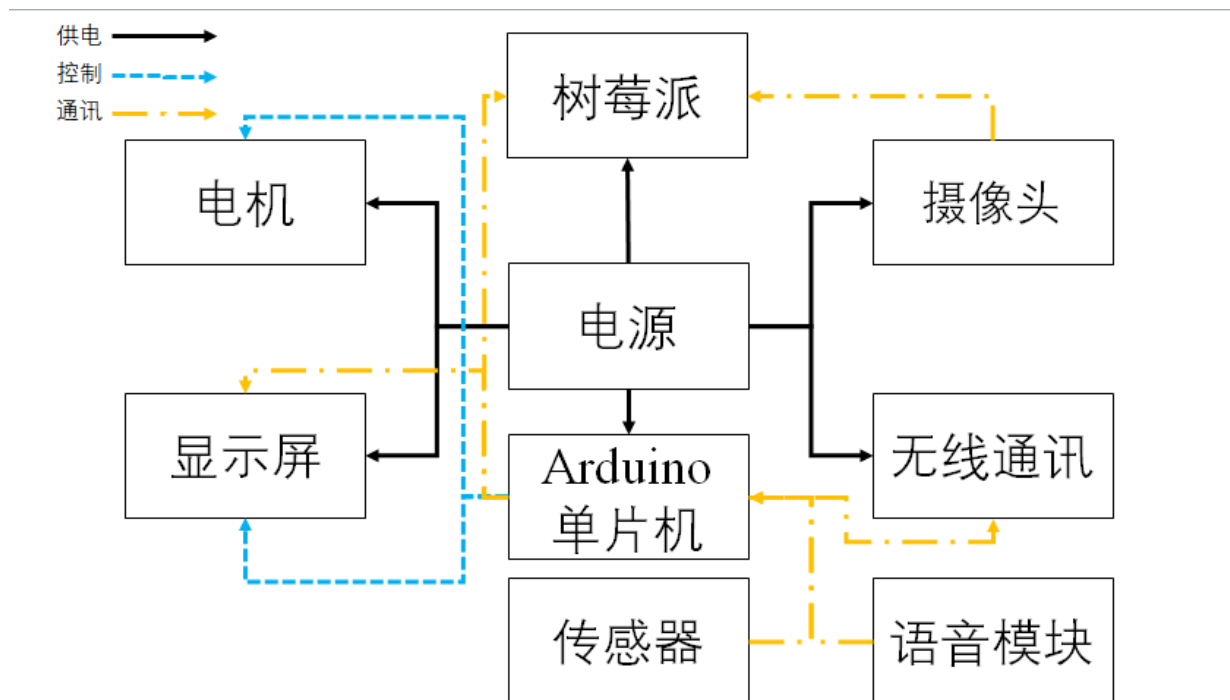 供电
控制
通讯
树莓派
电机
摄像头
电源
显示屏
Arduino
单片机
无线通讯
传感器
语音模块